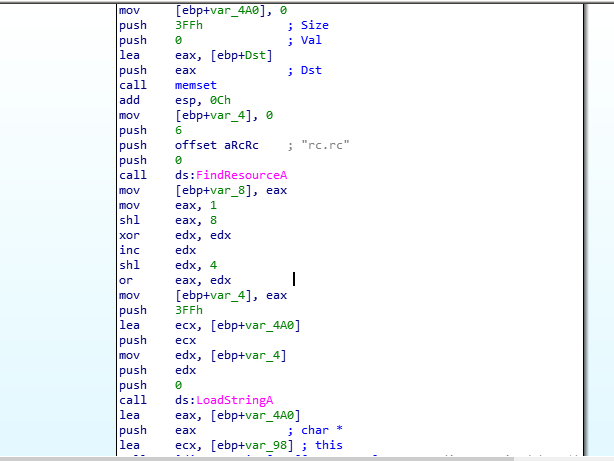 mov [ebp+var_4A0], 0
push 3FFh ; Size
push 0 ; Val
lea eax, [ebp+Dst]
push eax ; Dst
call memset
add esp, 0Ch
mov [ebp+var_4], 0
push 6
push offset aRcRc ; "rc.rc"
push 0
call ds:FindResourceA
mov [ebp+var_8], eax
mov eax, 1
shl eax, 8
xor edx, edx
inc edx
shl edx, 4
or eax, edx
mov [ebp+var_4], eax
push 3FFh
lea ecx, [ebp+var_4A0]
push ecx
mov edx, [ebp+var_4]
push edx
push 0
call ds:LoadStringA
lea eax, [ebp+var_4A0]
push eax ; char *
lea ecx, [ebp+var_98] ; this